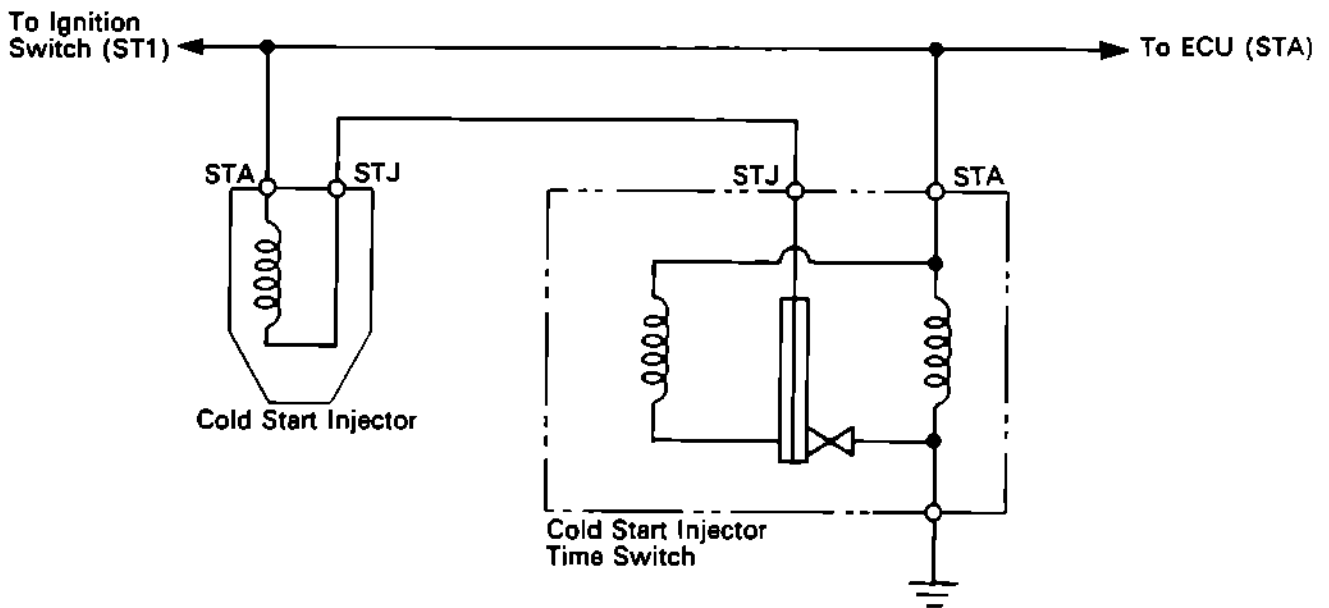 To Ignition
Switch (ST1)
To ECU (STA)
STA
STJ
STJ
STA
Cold Start Injector
Cold Start Injector
Time Switch